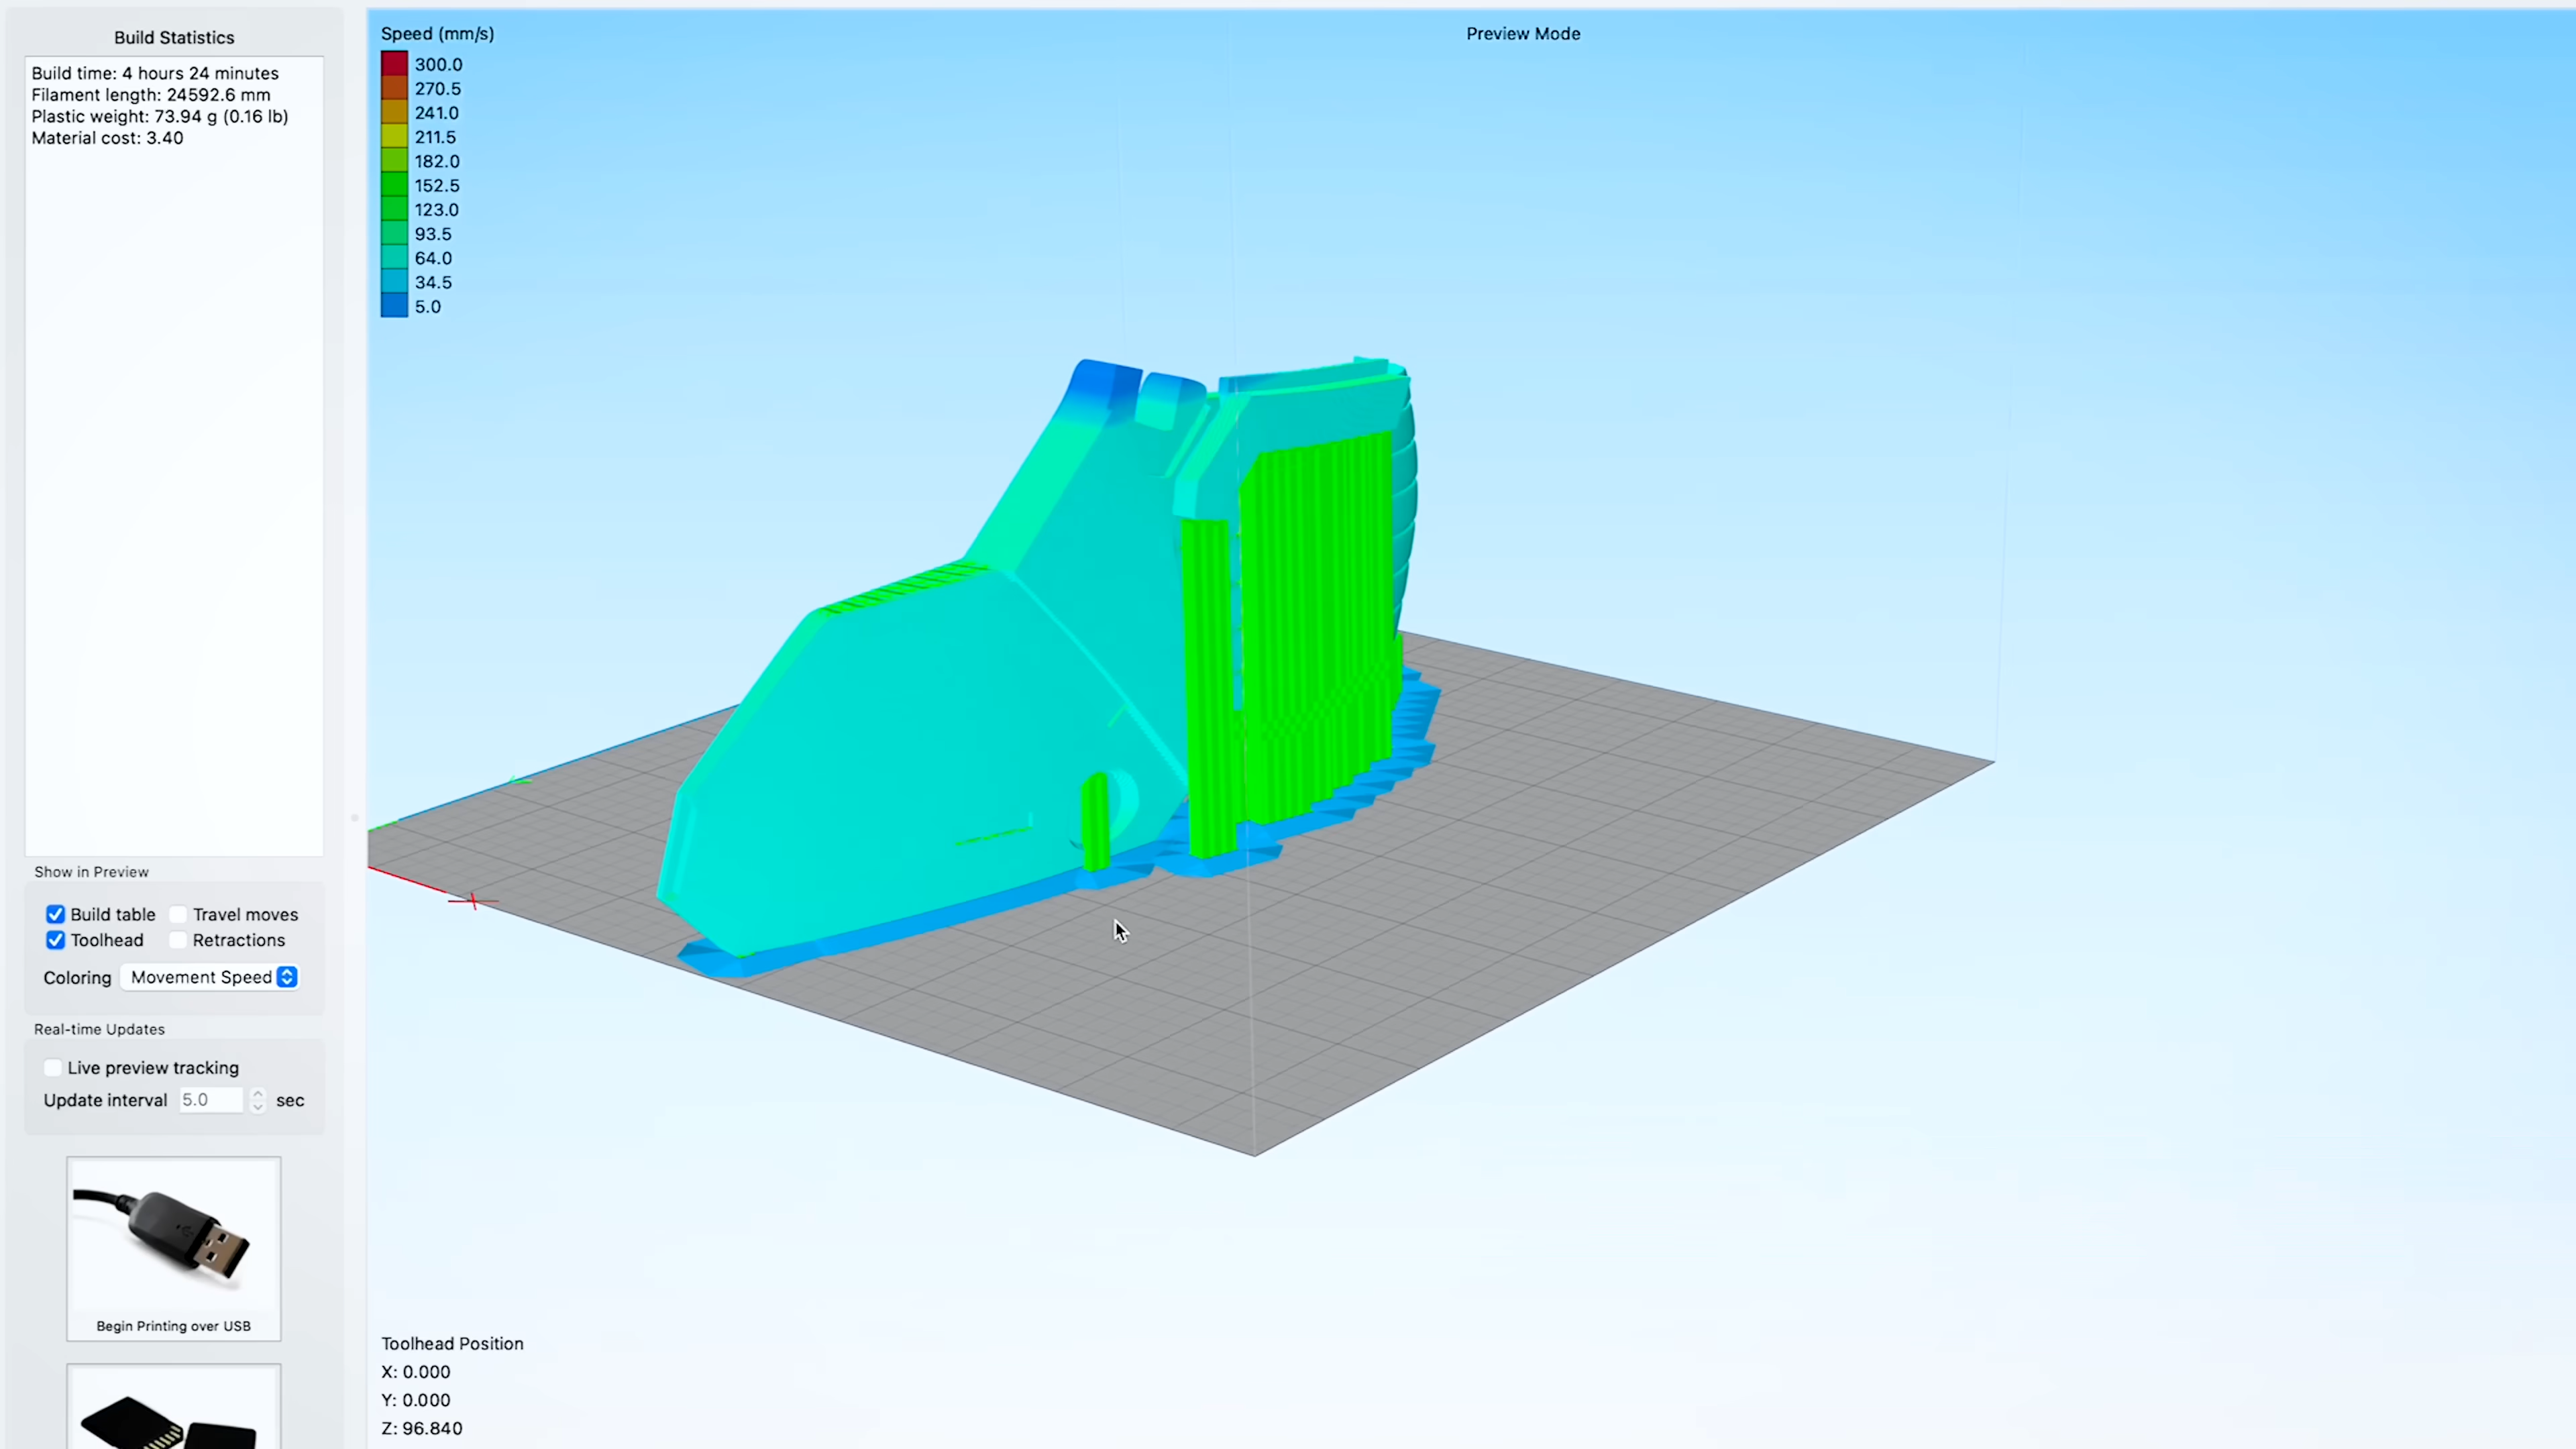 Build Statistics
Build time: 4 hours 24 minutes
Filament length: 24592.6 mm
Plastic weight: 73.94 g (0.16 lb)
Material cost: 3.40
Show in Preview
Build table
Travel moves
Toolhead
Retractions
Coloring
Movement Speed
Real-time Updates
Live preview tracking
Update interval 5.0 sec
Begin Printing over USB
Speed (mm/s)
300.0
270.5
241.0
211.5
182.0
152.5
123.0
93.5
64.0
34.5
5.0
Preview Mode
Toolhead Position
X: 0.000
Y: 0.000
Z: 96.840